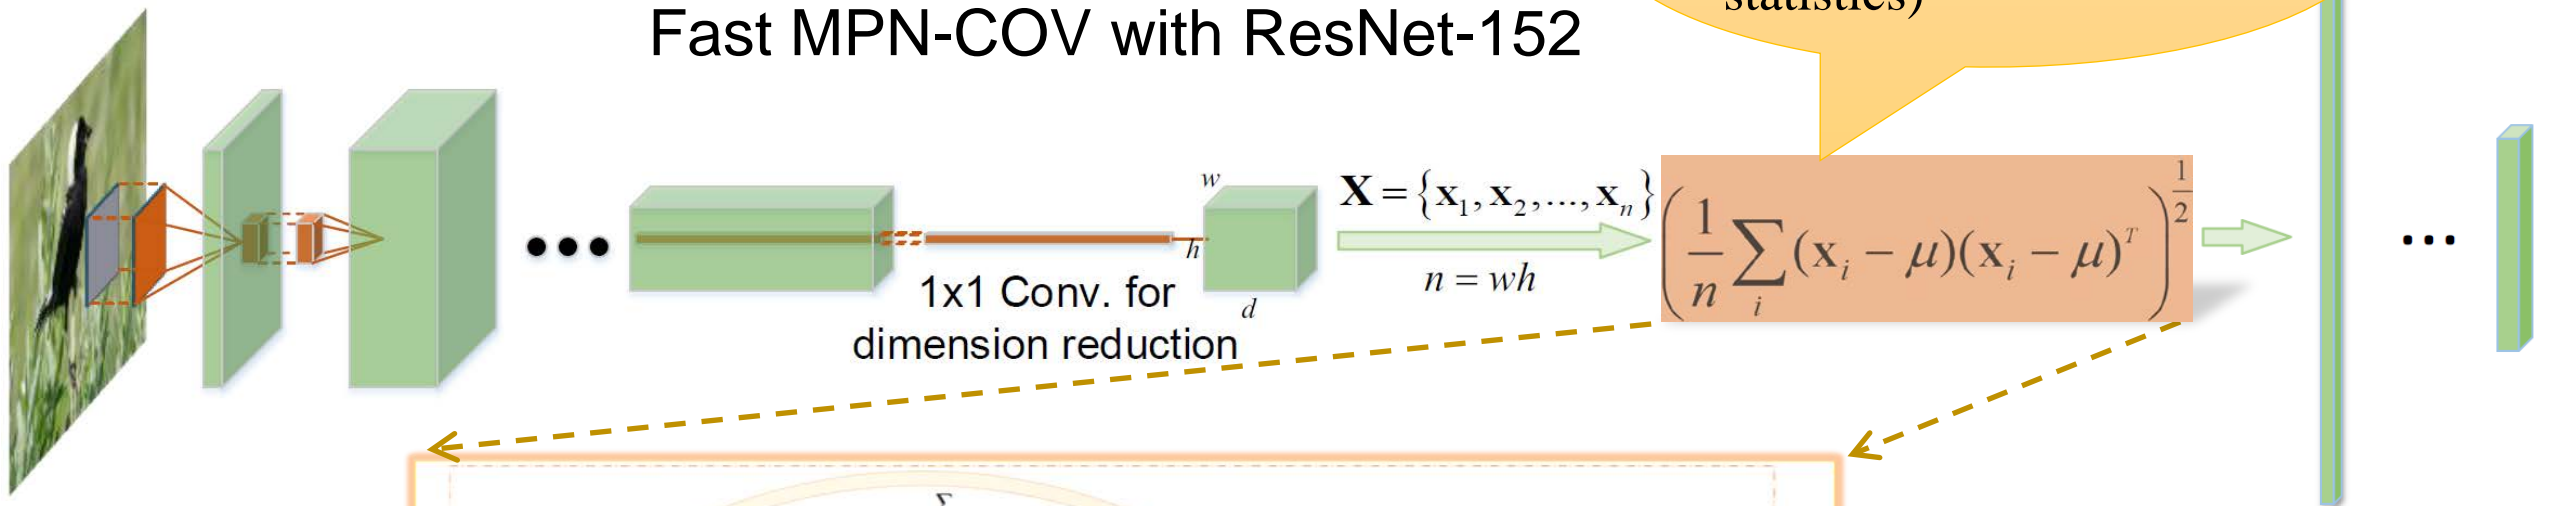 statistics)
Fast MPN-COV with ResNet-152
w
h
d
1x1 Conv. for
dimension reduction
X = {x₁, x₂, ..., xₙ}
n = wh
(1/n ∑ᵢ (xᵢ − μ)(xᵢ − μ)ᵀ)^{1/2}
...
Σ